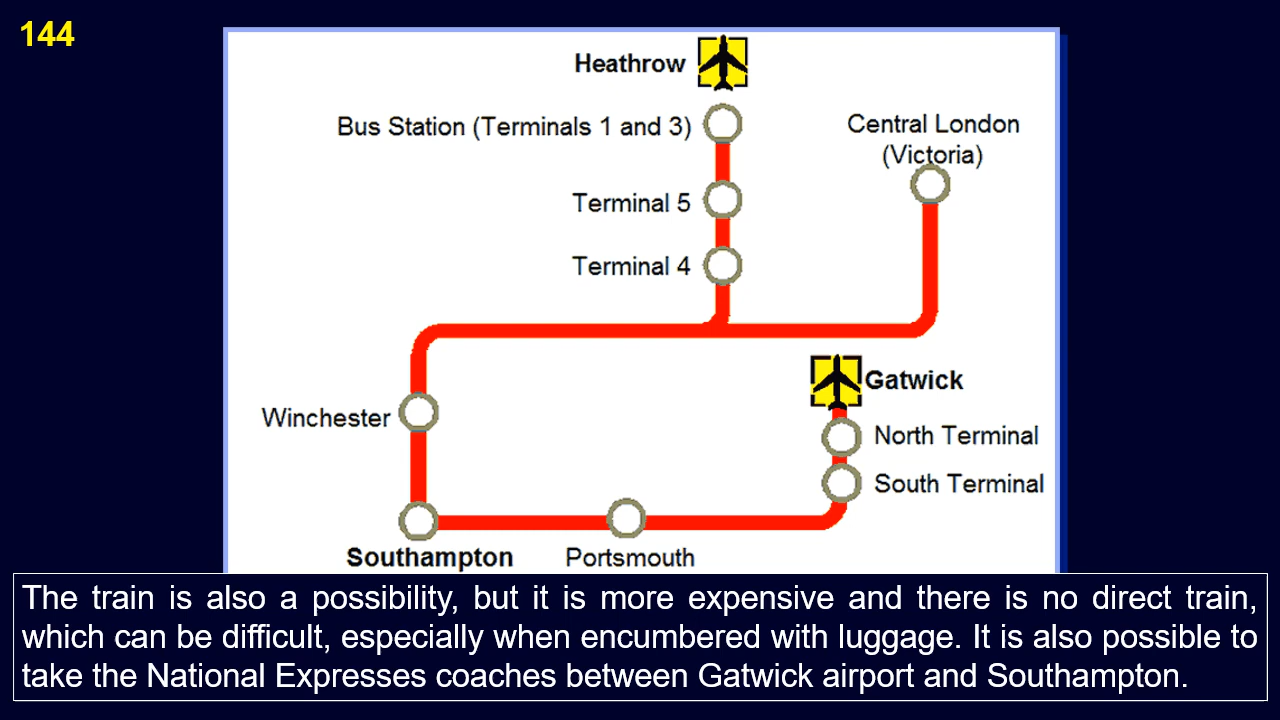 144
Heathrow
Bus Station (Terminals 1 and 3)
Central London
(Victoria)
Terminal 5
Terminal 4
Gatwick
Winchester
North Terminal
South Terminal
Southampton
Portsmouth
The train is also a possibility, but it is more expensive and there is no direct train,
which can be difficult, especially when encumbered with luggage. It is also possible to
take the National Expresses coaches between Gatwick airport and Southampton.